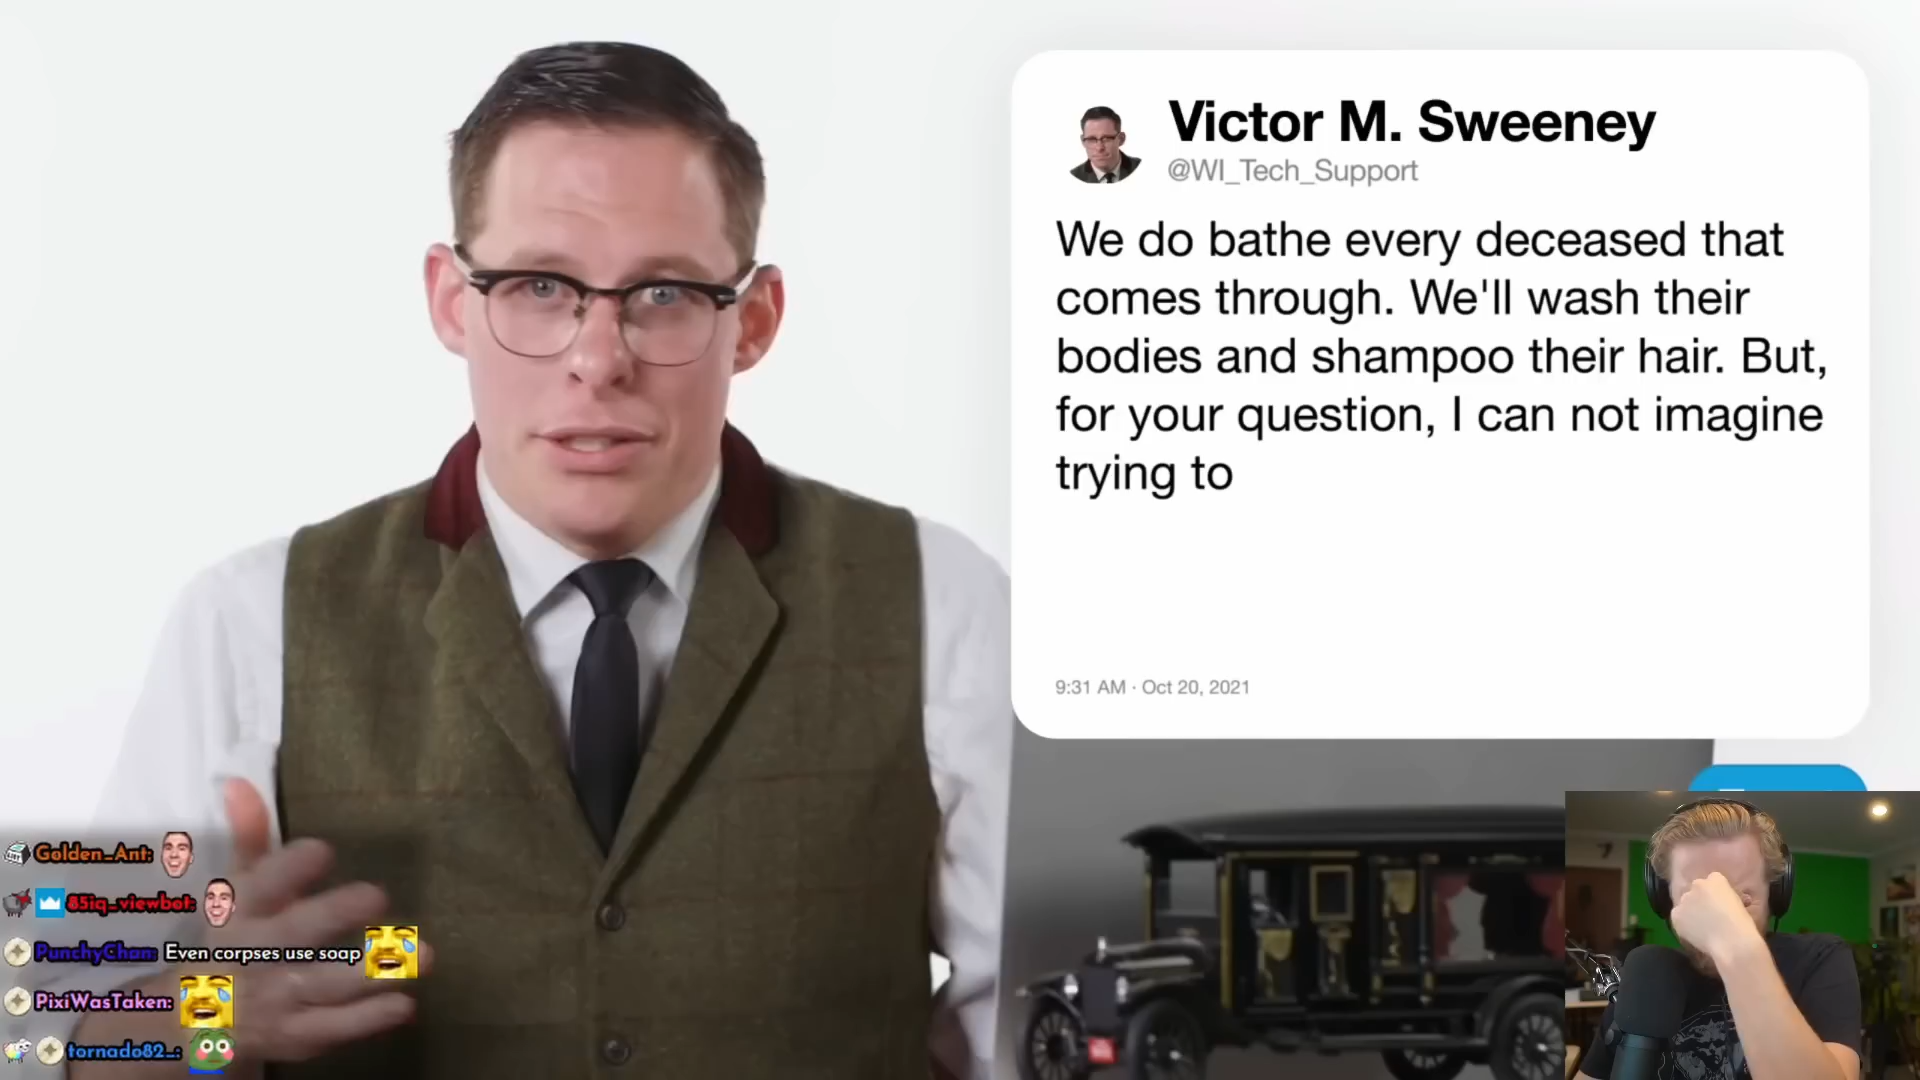 Victor M. Sweeney
@WI_Tech_Support
We do bathe every deceased that
comes through. We'll wash their
bodies and shampoo their hair. But,
for your question, I can not imagine
trying to
9:31 AM · Oct 20, 2021
Golden_Ant:
85iq_viewbot:
PunchyChan: Even corpses use soap
PixiWasTaken:
tornado82_: